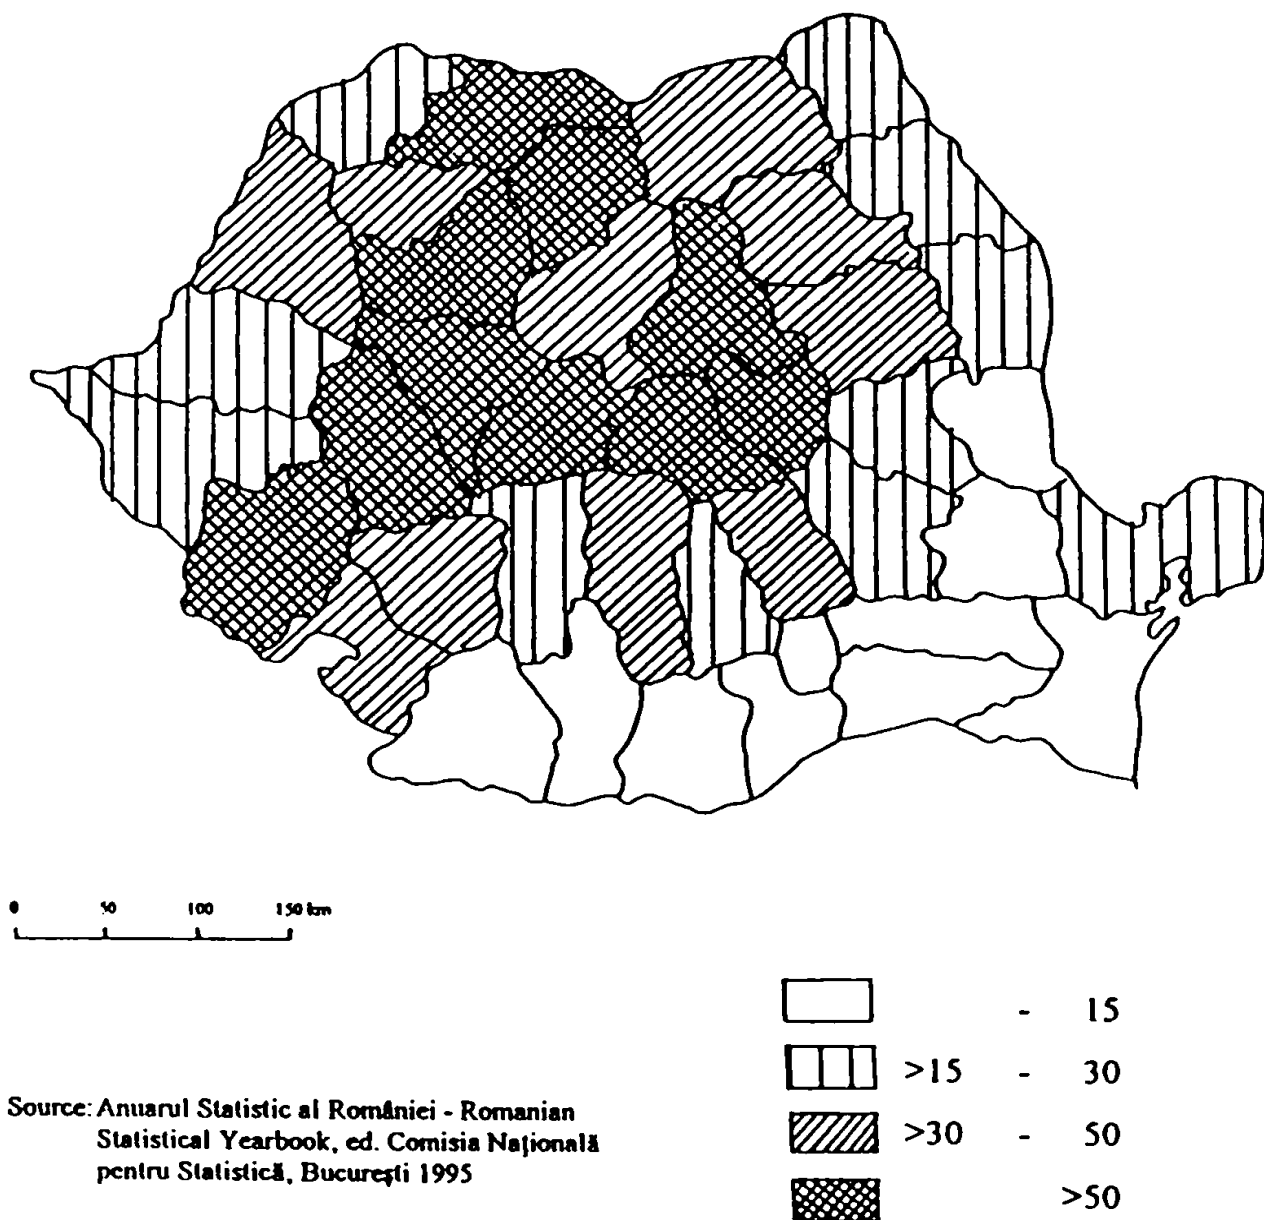 0 50 100 150 km
- 15
>15 - 30
>30 - 50
>50
Source: Anuarul Statistic al României - Romanian
Statistical Yearbook, ed. Comisia Naţională
pentru Statistică, Bucureşti 1995